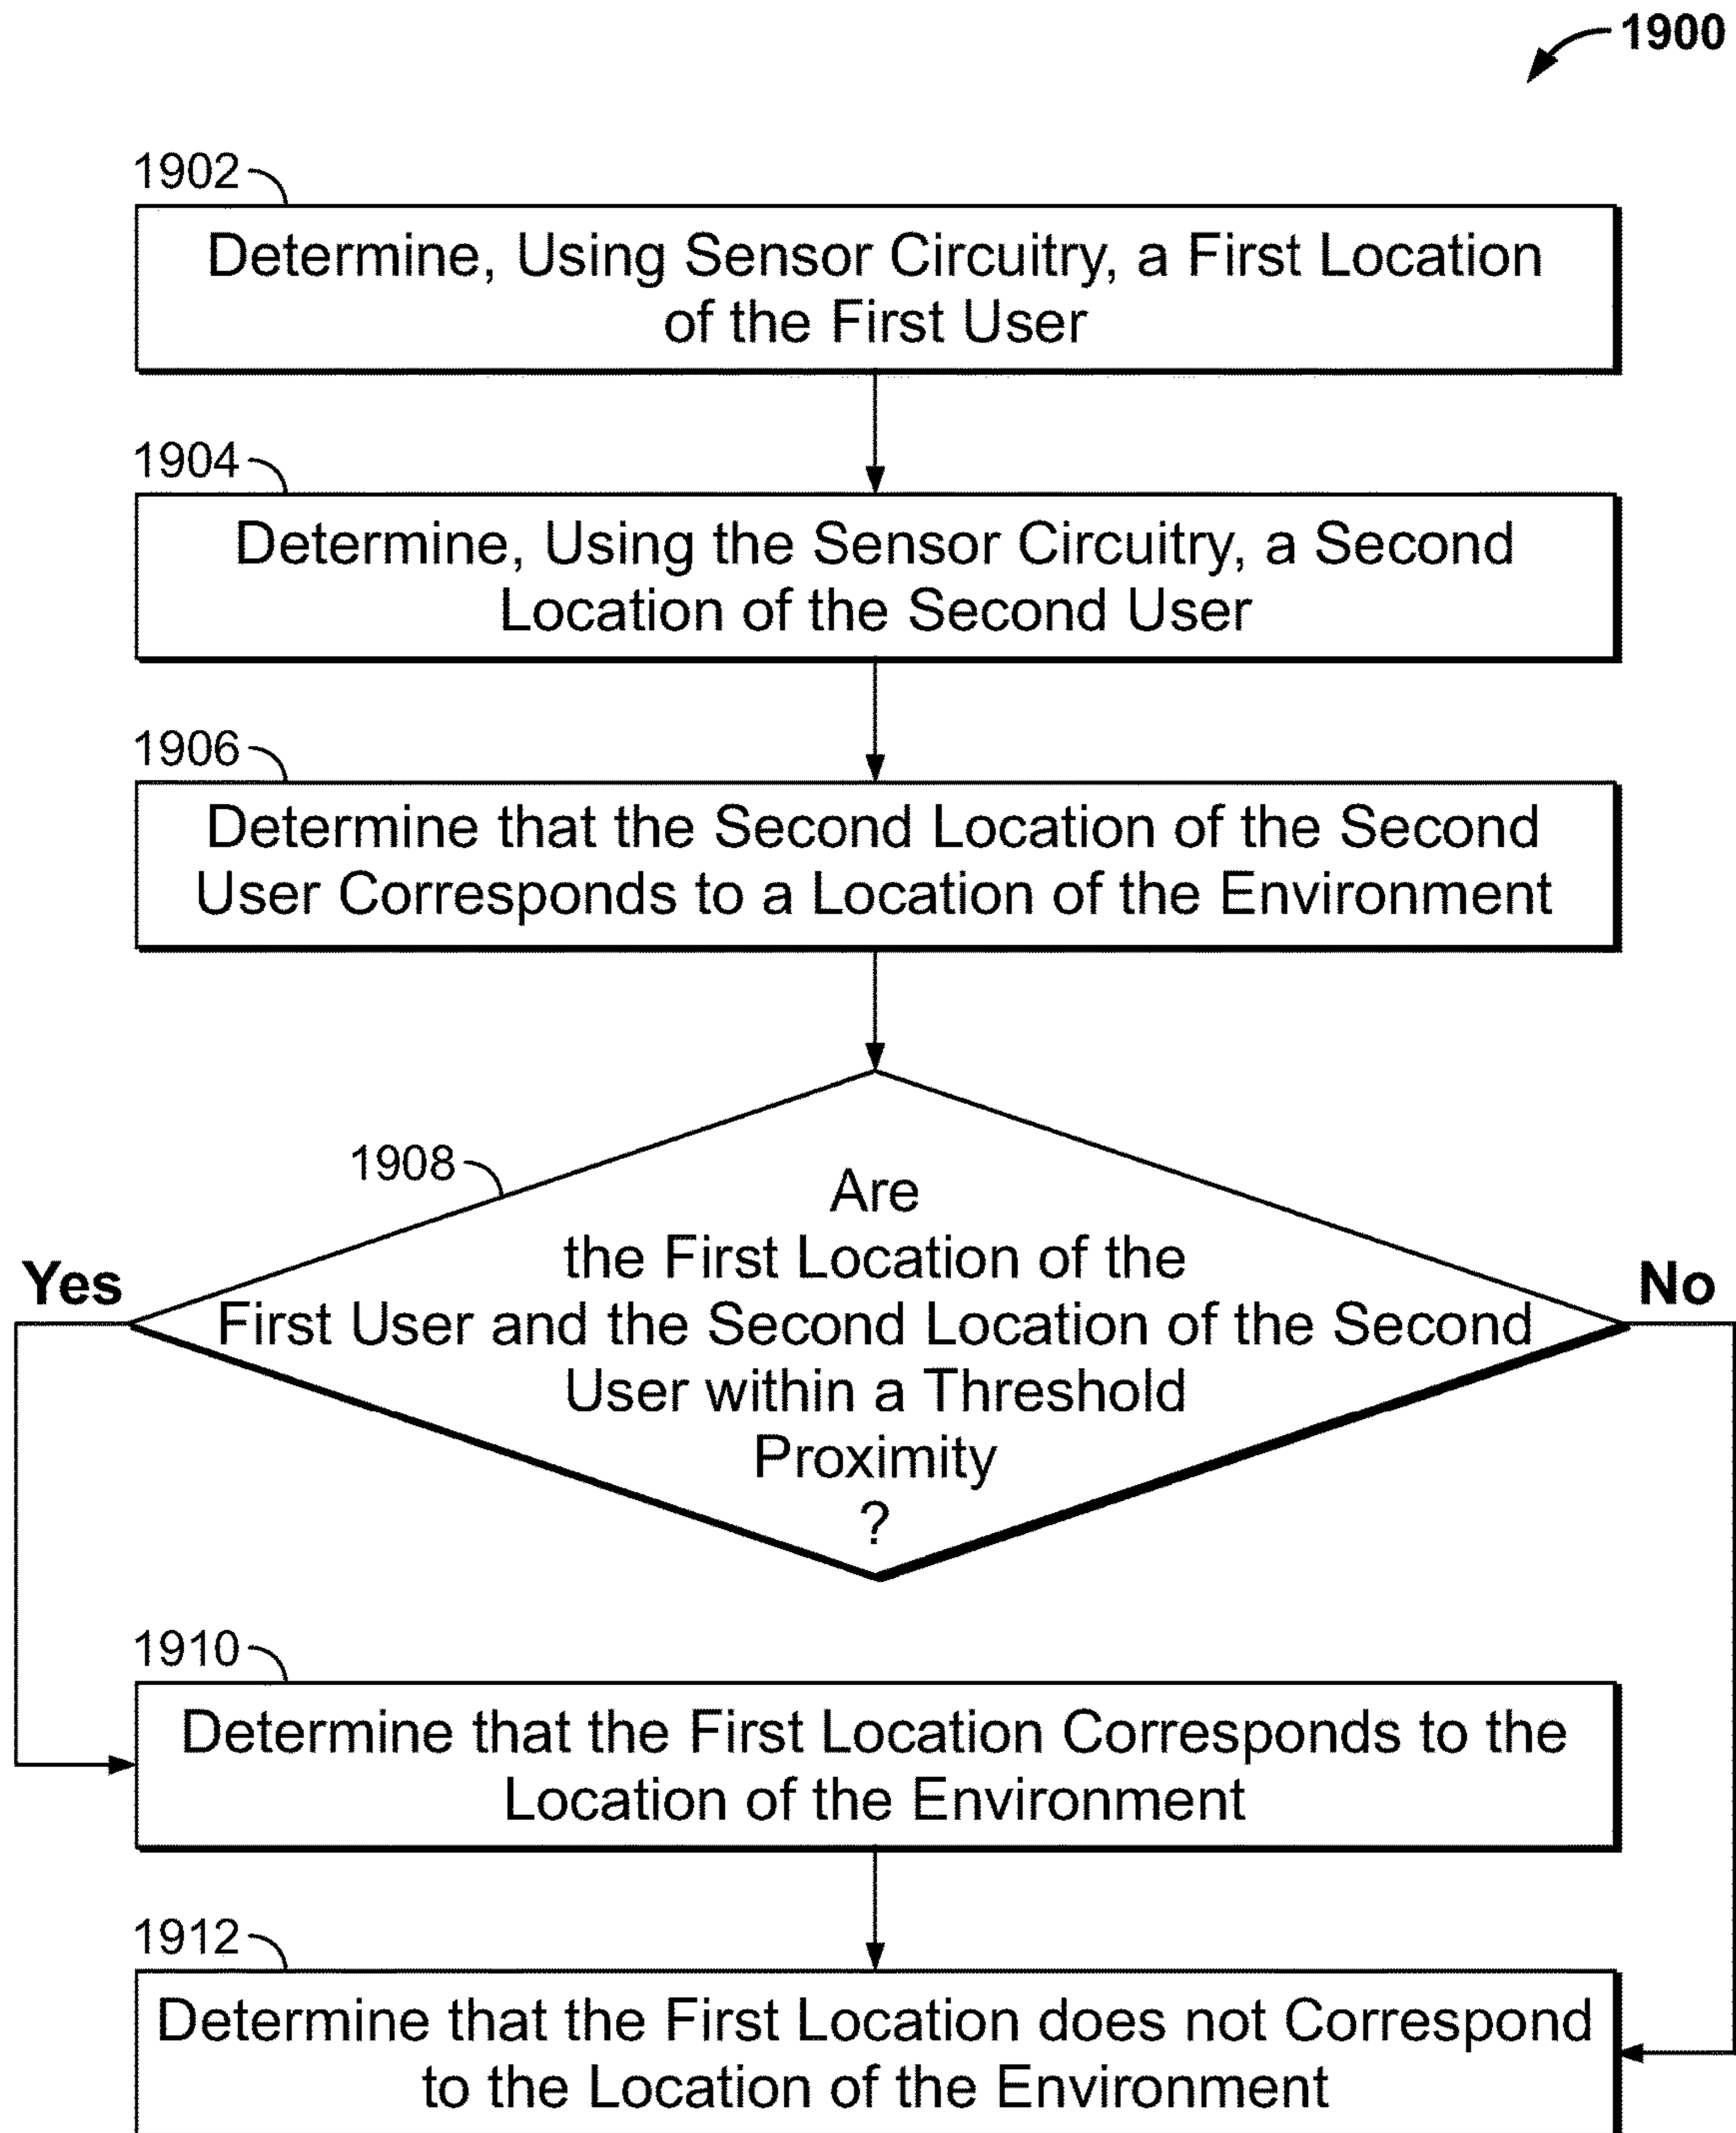 1900
1902
Determine, Using Sensor Circuitry, a First Location
of the First User
1904
Determine, Using the Sensor Circuitry, a Second
Location of the Second User
1906
Determine that the Second Location of the Second
User Corresponds to a Location of the Environment
1908
Are
the First Location of the
First User and the Second Location of the Second
User within a Threshold
Proximity
?
Yes
No
1910
Determine that the First Location Corresponds to the
Location of the Environment
1912
Determine that the First Location does not Correspond
to the Location of the Environment